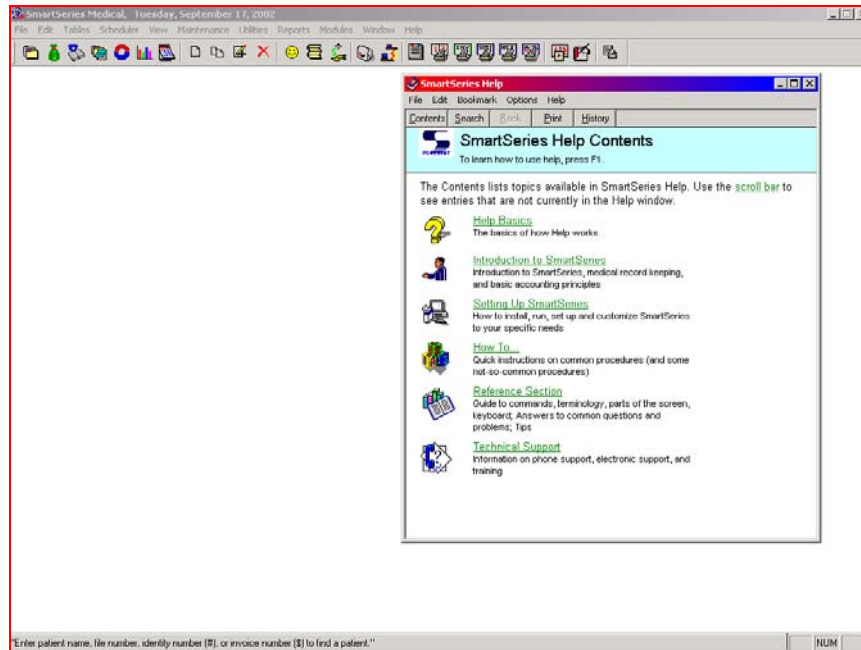 SmartSeries Medical, Tuesday, September 17, 2002
File Edit Tables Scheduler View Maintenance Utilities Reports Modules Window Help
SmartSeries Help
File Edit Bookmark Options Help
Contents Search Back Print History
SmartSeries Help Contents
To learn how to use help, press F1.
The Contents lists topics available in SmartSeries Help. Use the scroll bar to
see entries that are not currently in the Help window.
Help Basics
The basics of how Help works
Introduction to SmartSeries
Introduction to SmartSeries, medical record keeping,
and basic accounting principles
Setting Up SmartSeries
How to install, run, set up and customize SmartSeries
to your specific needs
How To...
Quick instructions on common procedures (and some
not-so-common procedures)
Reference Section
Guide to commands, terminology, parts of the screen,
keyboard; Answers to common questions and
problems; Tips
Technical Support
Information on phone support, electronic support, and
training
"Enter patient name, file number, identity number (#), or invoice number ($) to find a patient."
NUM